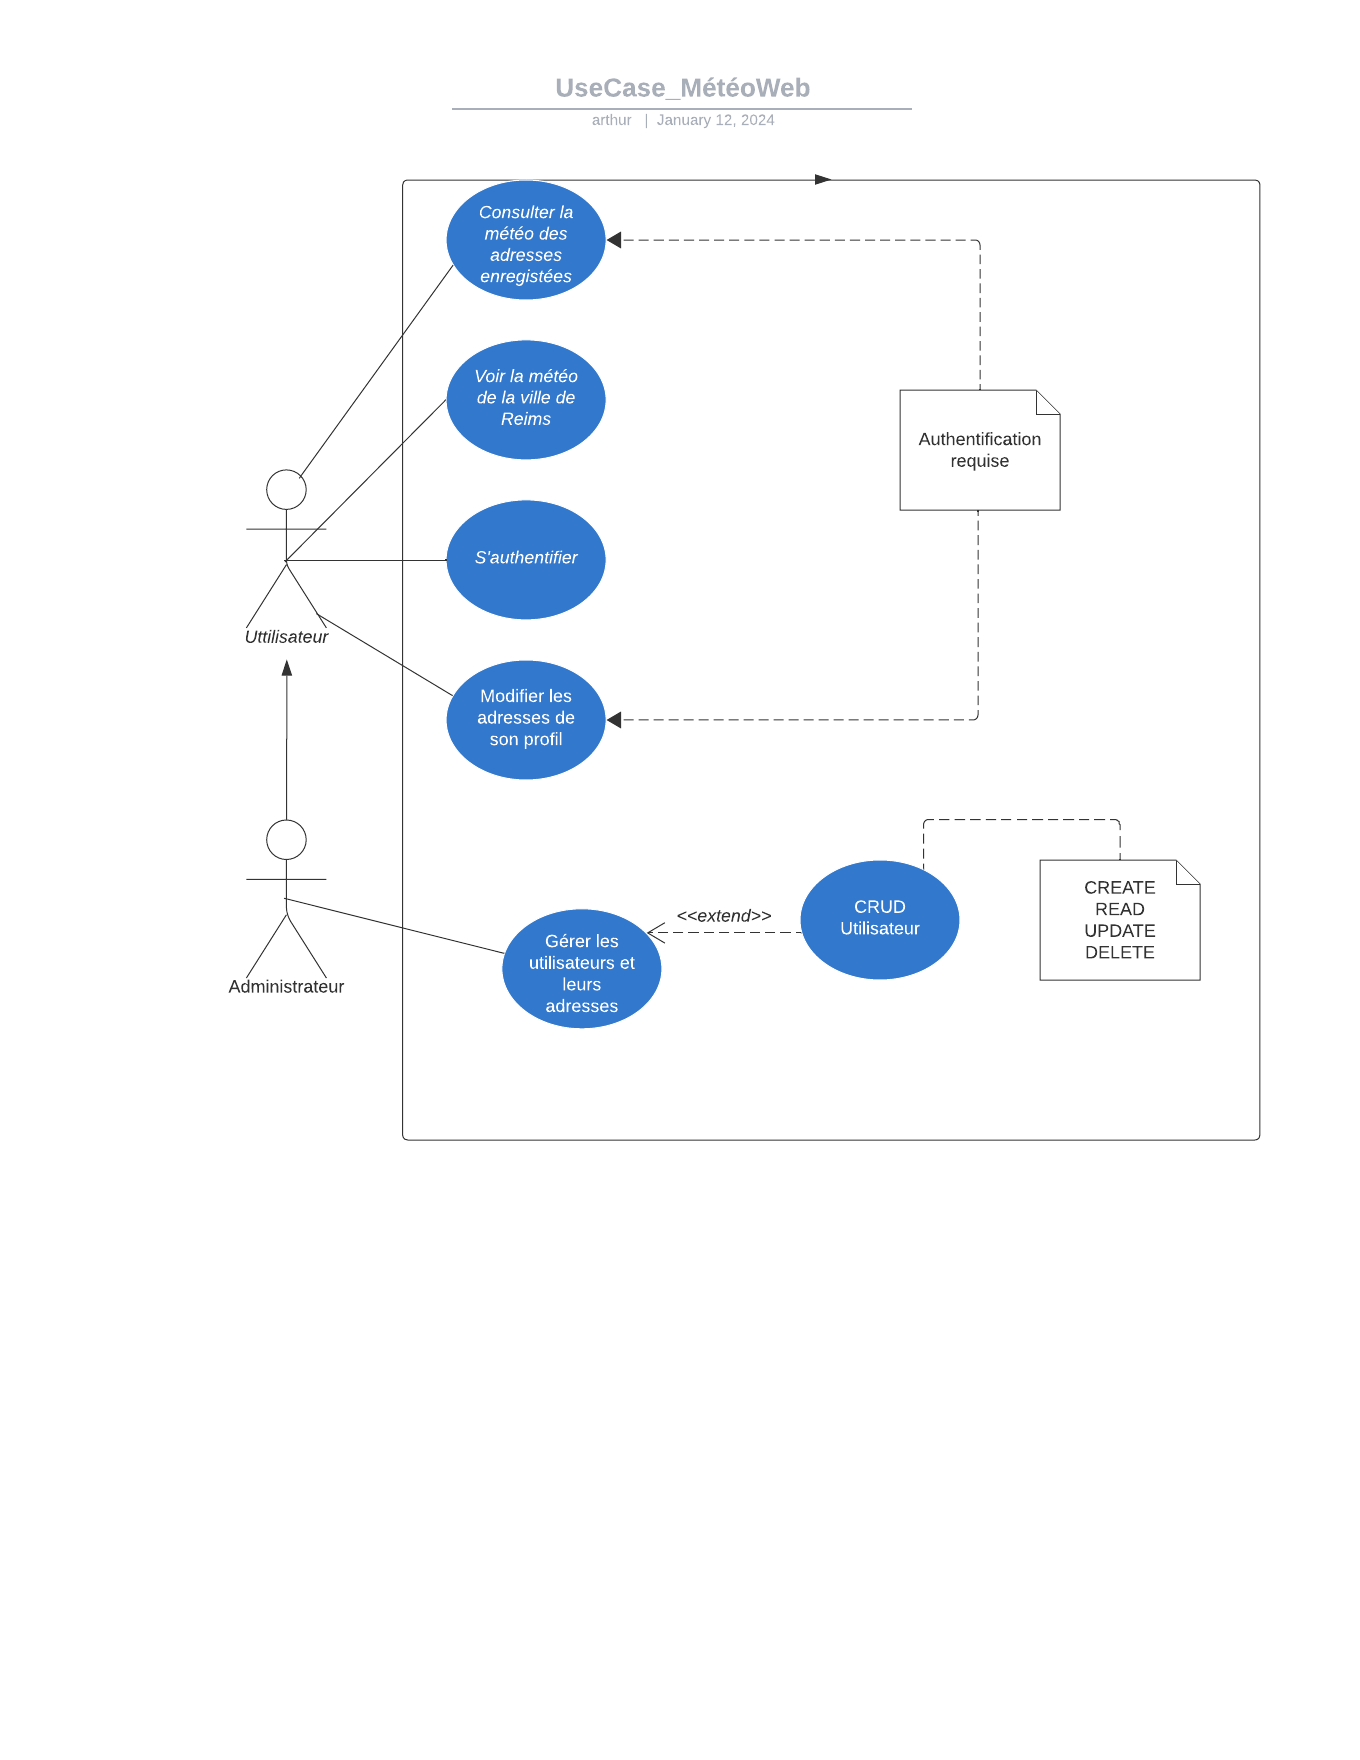 UseCase_MétéoWeb
arthur | January 12, 2024
Consulter la
météo des
adresses
enregistées
Voir la météo
de la ville de
Reims
Authentification
requise
S'authentifier
Uttilisateur
Modifier les
adresses de
son profil
CRUD
Utilisateur
CREATE
READ
UPDATE
DELETE
<<extend>>
Gérer les
utilisateurs et
leurs
adresses
Administrateur